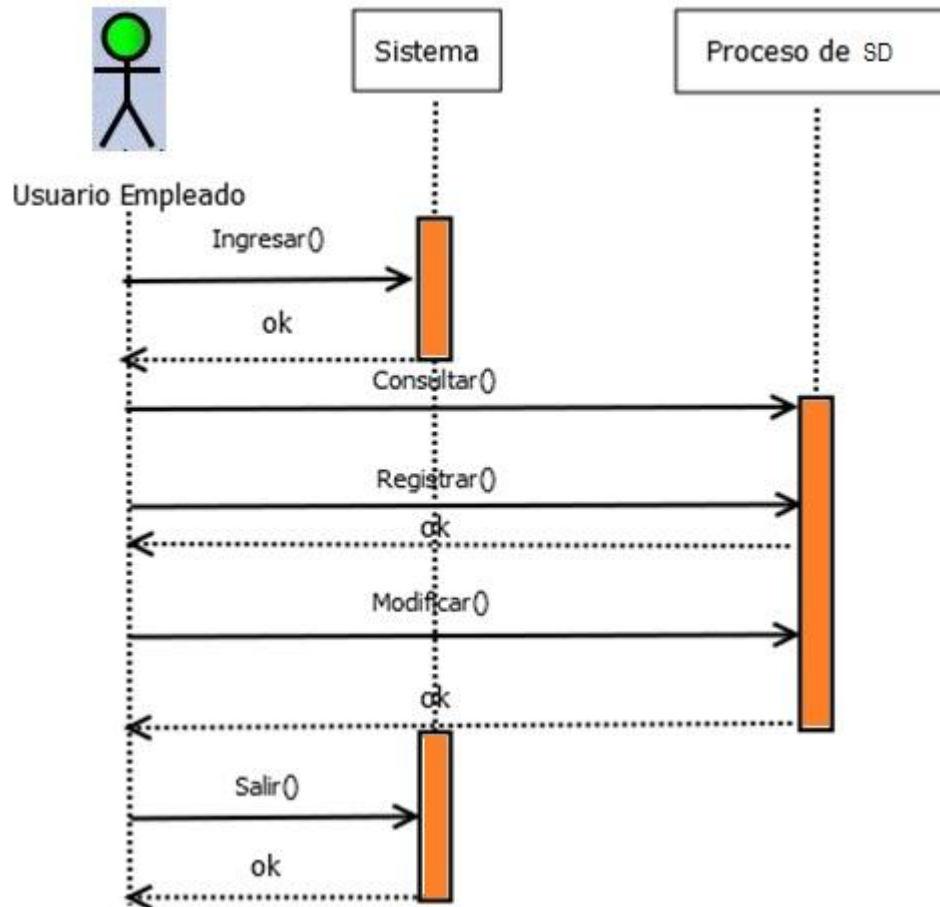 Sistema
Proceso de SD
Usuario Empleado
Ingresar()
ok
Consultar()
Registrar()
ok
Modificar()
ok
Salir()
ok